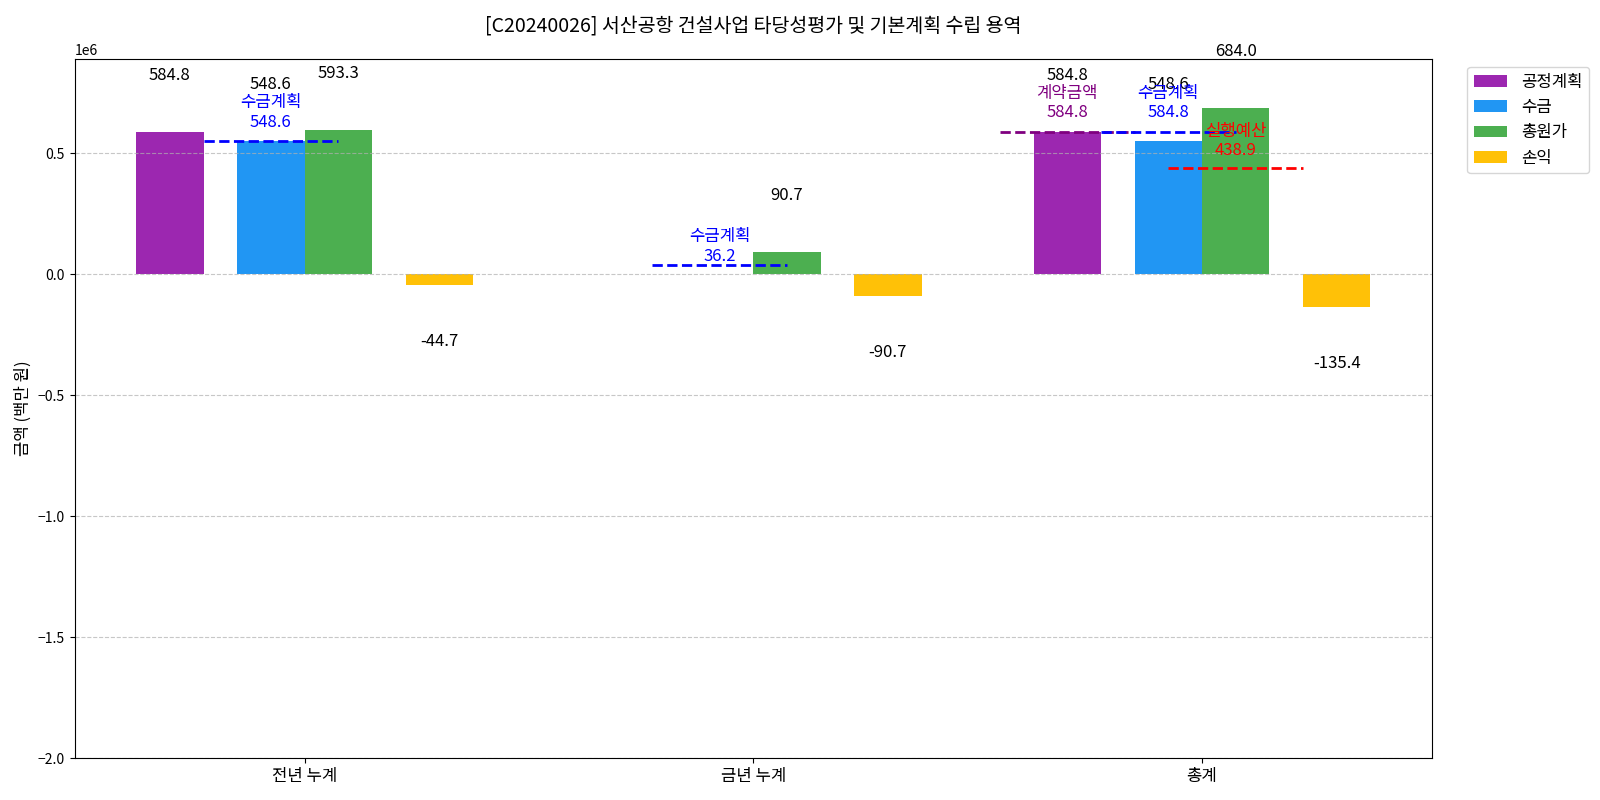 [C20240026] 서산공항 건설사업 타당성평가 및 기본계획 수립 용역
1e6
584.8
548.6
593.3
수금계획
548.6
90.7
수금계획
36.2
-44.7
-90.7
684.0
584.8
548.6
계약금액
584.8
수금계획
584.8
실행예산
438.9
-135.4
공정계획
수금
총원가
손익
0.5
0.0
−0.5
−1.0
−1.5
−2.0
금액 (백만 원)
전년 누계
금년 누계
총계